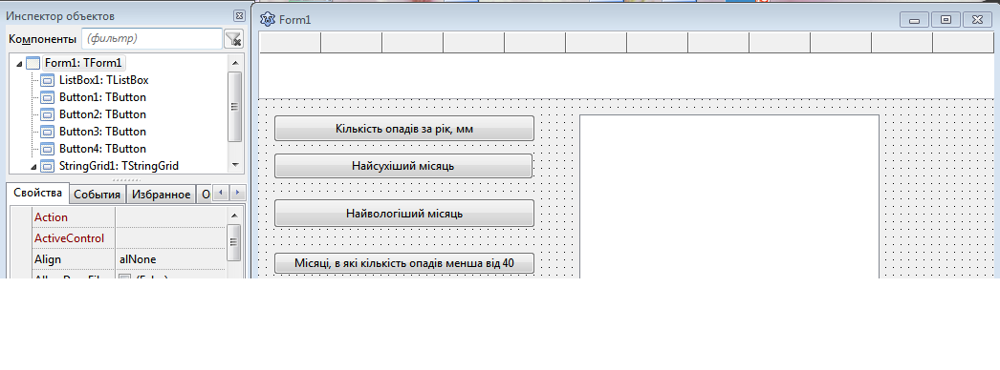 Инспектор объектов
Компоненты (фильтр)
Form1: TForm1
ListBox1: TListBox
Button1: TButton
Button2: TButton
Button3: TButton
Button4: TButton
StringGrid1: TStringGrid
Свойства События Избранное О
Action
ActiveControl
Align alNone
Form1
Кількість опадів за рік, мм
Найсухіший місяць
Найвологіший місяць
Місяці, в які кількість опадів менша від 40